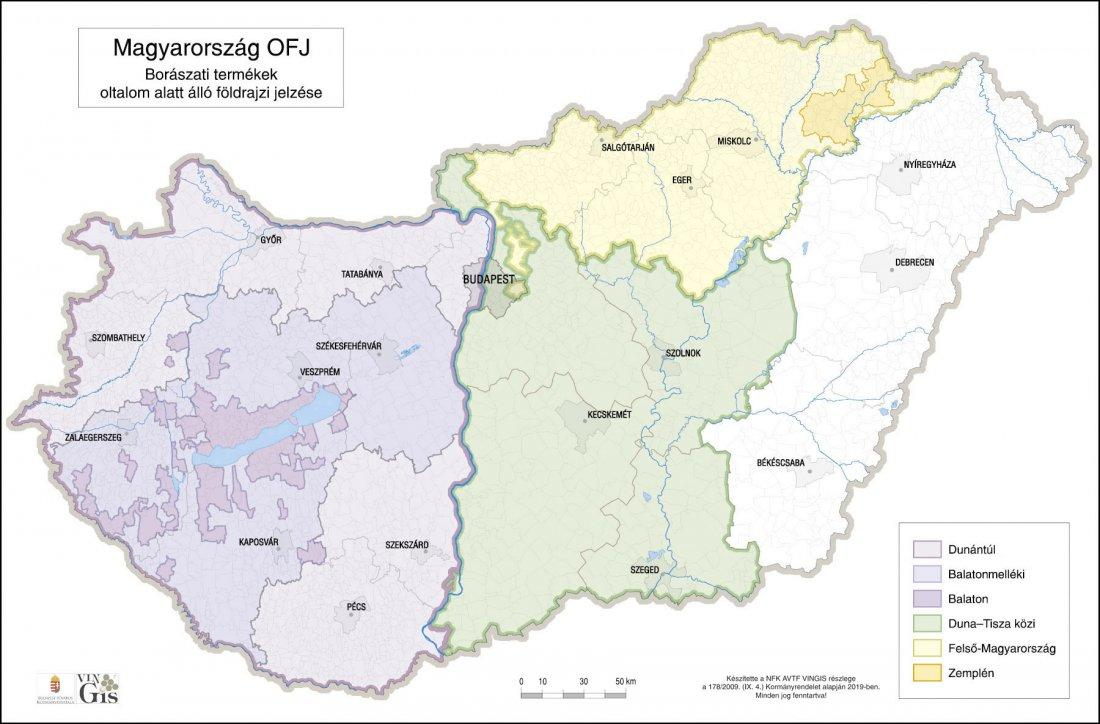 Magyarország OFJ
Borászati termékek
oltalom alatt álló földrajzi jelzése
SALGÓTARJÁN
MISKOLC
EGER
NYÍREGYHÁZA
GYŐR
TATABÁNYA
BUDAPEST
DEBRECEN
SZOMBATHELY
SZÉKESFEHÉRVÁR
VESZPRÉM
SZOLNOK
ZALAEGERSZEG
KECSKEMÉT
BÉKÉSCSABA
KAPOSVÁR
SZEKSZÁRD
SZEGED
PÉCS
Dunántúl
Balatonmelléki
Balaton
Duna–Tisza közi
Felső-Magyarország
Zemplén
VIN
GIS
0 10 30 50 km
Készítette a NFK AVTF VINGIS részlege
a 178/2009. (IX. 4.) Kormányrendelet alapján 2019-ben.
Minden jog fenntartva!